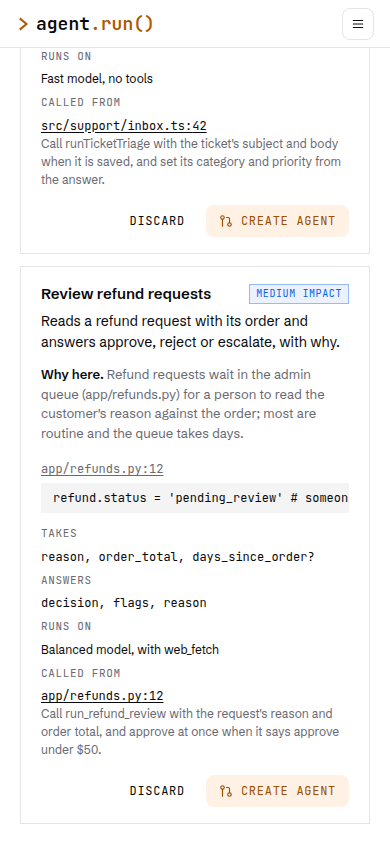 agent.run()
RUNS ON
Fast model, no tools
CALLED FROM
src/support/inbox.ts:42
Call runTicketTriage with the ticket's subject and body
when it is saved, and set its category and priority from
the answer.
DISCARD
CREATE AGENT
Review refund requests
MEDIUM IMPACT
Reads a refund request with its order and
answers approve, reject or escalate, with why.
Why here. Refund requests wait in the admin
queue (app/refunds.py) for a person to read the
customer's reason against the order; most are
routine and the queue takes days.
app/refunds.py:12
refund.status = 'pending_review' # someon
TAKES
reason, order_total, days_since_order?
ANSWERS
decision, flags, reason
RUNS ON
Balanced model, with web_fetch
CALLED FROM
app/refunds.py:12
Call run_refund_review with the request's reason and
order total, and approve at once when it says approve
under $50.
DISCARD
CREATE AGENT